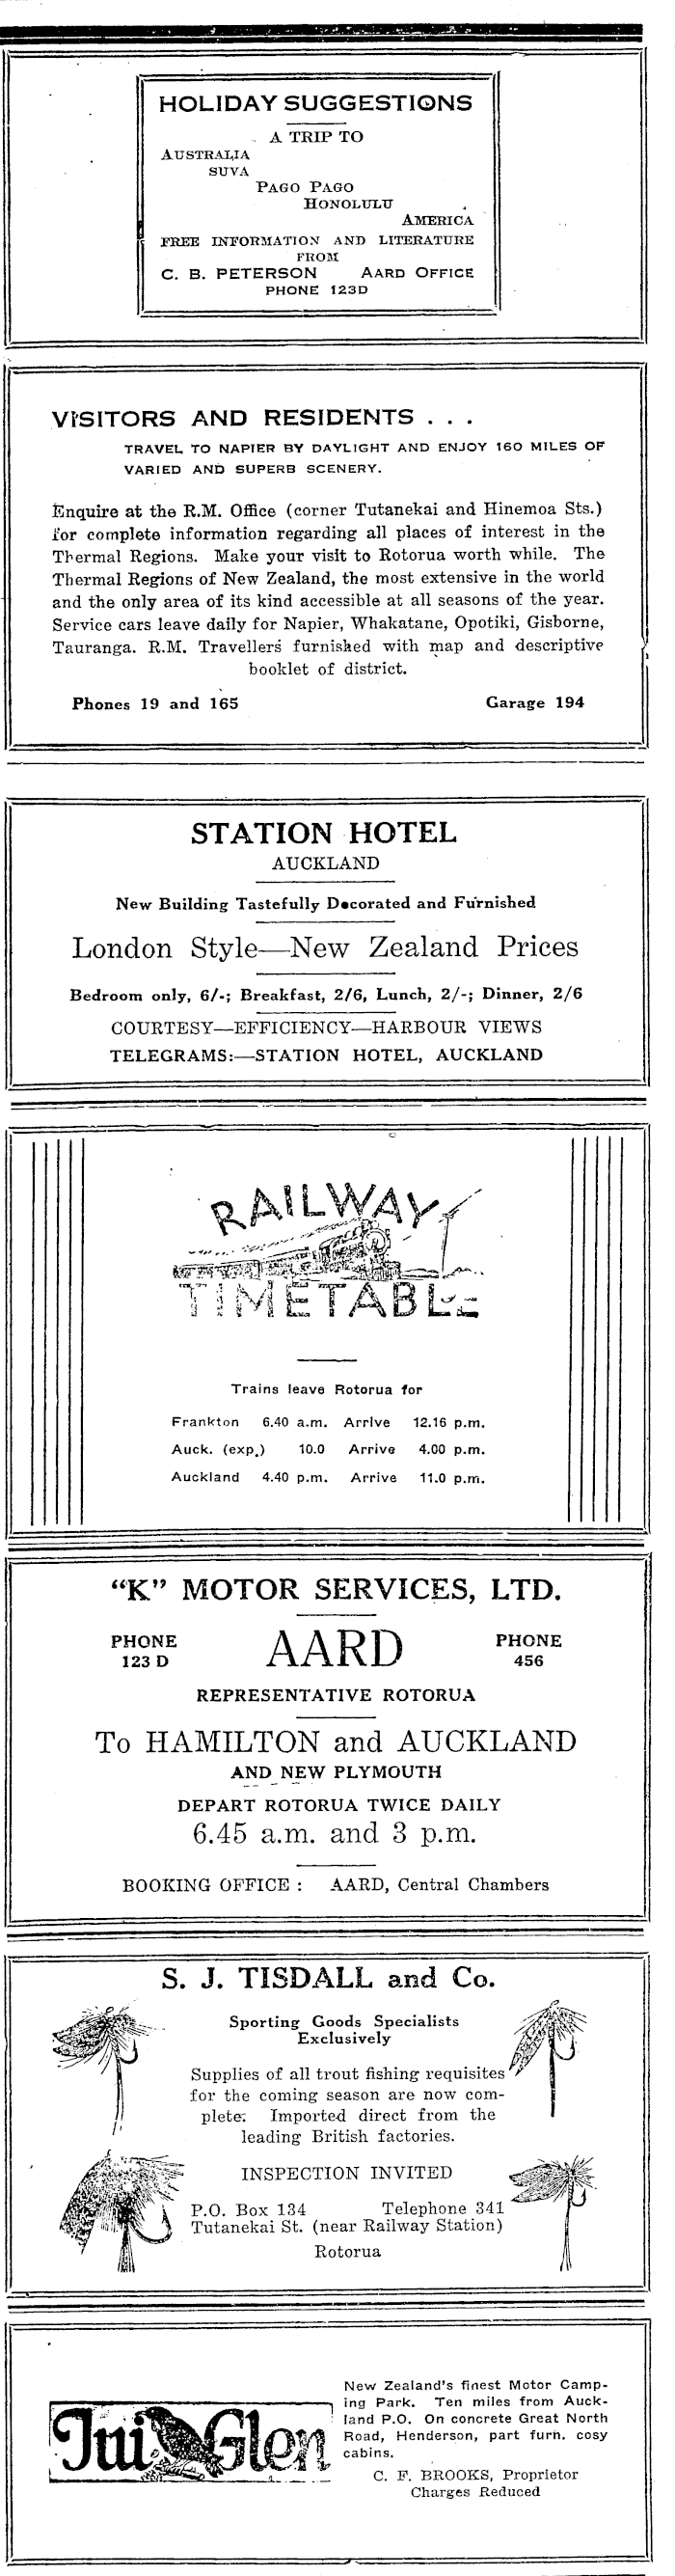 HOLIDAY SUGGESTIONS
A TRIP TO
AUSTRALIA
SUVA
PAGO PAGO
HONOLULU
AMERICA
FREE INFORMATION AND LITERATURE
FROM
C. B. PETERSON AARD OFFICE
PHONE 123D
VISITORS AND RESIDENTS . . .
TRAVEL TO NAPIER BY DAYLIGHT AND ENJOY 160 MILES OF
VARIED AND SUPERB SCENERY.
Enquire at the R.M. Office (corner Tutanekai and Hinemoa Sts.)
for complete information regarding all places of interest in the
Thermal Regions. Make your visit to Rotorua worth while. The
Thermal Regions of New Zealand, the most extensive in the world
and the only area of its kind accessible at all seasons of the year.
Service cars leave daily for Napier, Whakatane, Opotiki, Gisborne,
Tauranga. R.M. Travellers furnished with map and descriptive
booklet of district.
Phones 19 and 165 Garage 194
STATION HOTEL
AUCKLAND
New Building Tastefully Decorated and Furnished
London Style—New Zealand Prices
Bedroom only, 6/-; Breakfast, 2/6, Lunch, 2/-; Dinner, 2/6
COURTESY—EFFICIENCY—HARBOUR VIEWS
TELEGRAMS:—STATION HOTEL, AUCKLAND
RAILWAY
TIMETABLE
Trains leave Rotorua for
Frankton 6.40 a.m. Arrive 12.16 p.m.
Auck. (exp.) 10.0 Arrive 4.00 p.m.
Auckland 4.40 p.m. Arrive 11.0 p.m.
"K" MOTOR SERVICES, LTD.
PHONE AARD PHONE
123 D 456
REPRESENTATIVE ROTORUA
To HAMILTON and AUCKLAND
AND NEW PLYMOUTH
DEPART ROTORUA TWICE DAILY
6.45 a.m. and 3 p.m.
BOOKING OFFICE : AARD, Central Chambers
S. J. TISDALL and Co.
Sporting Goods Specialists
Exclusively
Supplies of all trout fishing requisites
for the coming season are now com-
plete. Imported direct from the
leading British factories.
INSPECTION INVITED
P.O. Box 134 Telephone 341
Tutanekai St. (near Railway Station)
Rotorua
Tui Glen
New Zealand's finest Motor Camp-
ing Park. Ten miles from Auck-
land P.O. On concrete Great North
Road, Henderson, part furn. cosy
cabins.
C. F. BROOKS, Proprietor
Charges Reduced